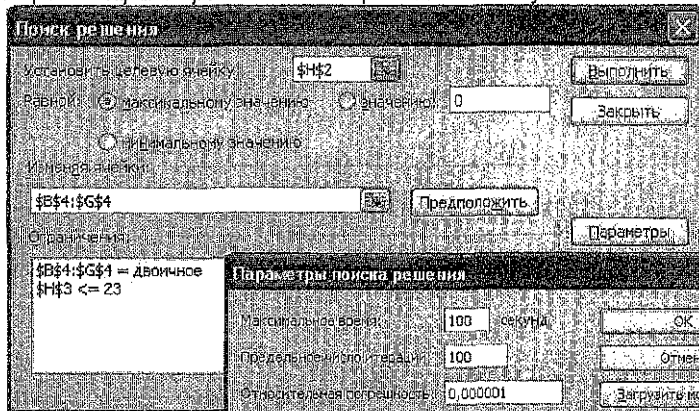 Поиск решения
Установить целевую ячейку: $H$2 Выполнить
Равной: максимальному значению значению: 0 Закрыть
минимальному значению
Изменяя ячейки:
$B$4:$G$4 Предположить
Ограничения: Параметры
$B$4:$G$4 = двоичное
$H$3 <= 23
Параметры поиска решения
Максимальное время: 100 секунд OK
Предельное число итераций: 100 Отмен
Относительная погрешность: 0,000001 Загрузить